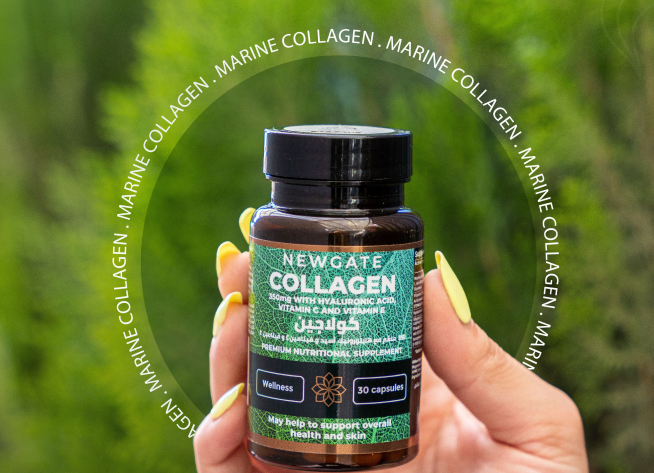 MARINE COLLAGEN . MARINE COLLAGEN . MARINE COLLAGEN . MARINE COLLAGEN . MARINE COLLAGEN . MARINE
AGEN .
NEWGATE
COLLAGEN
350mg WITH HYALURONIC ACID,
VITAMIN C AND VITAMIN E
كولاجين
PREMIUM NUTRITIONAL SUPPLEMENT
Wellness
30 capsules
May help to support overall
health and skin